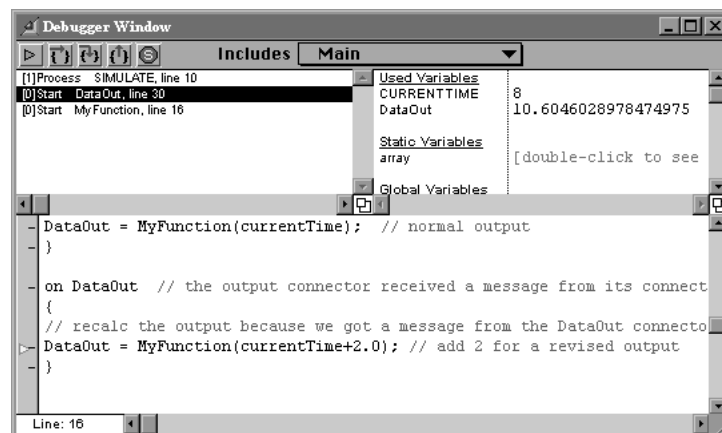 Debugger Window
Includes Main
[1]Process SIMULATE, line 10
[0]Start DataOut, line 30
[0]Start MyFunction, line 16
Used Variables
CURRENTTIME 8
DataOut 10.6046028978474975
Static Variables
array [double-click to see
Global Variables
DataOut = MyFunction(currentTime); // normal output
}
on DataOut // the output connector received a message from its connect
{
// recalc the output because we got a message from the DataOut connecto
DataOut = MyFunction(currentTime+2.0); // add 2 for a revised output
}
Line: 16